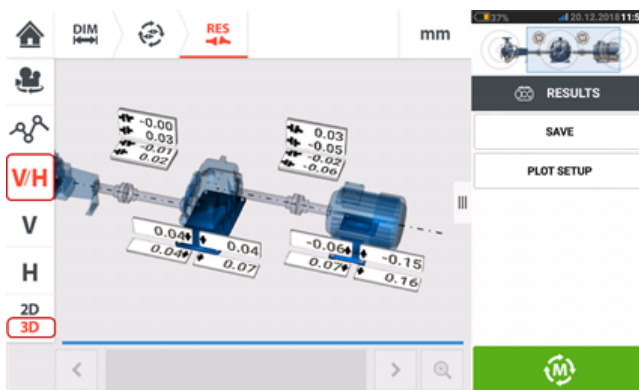 37%
20.12.2018 11:5
DIM
RES
mm
RESULTS
SAVE
PLOT SETUP
V/H
V
H
2D
3D
-0.00
0.03
-0.01
0.02
0.03
-0.05
-0.02
-0.06
0.04
0.04
0.04
0.07
-0.06
-0.15
0.07
0.16
M